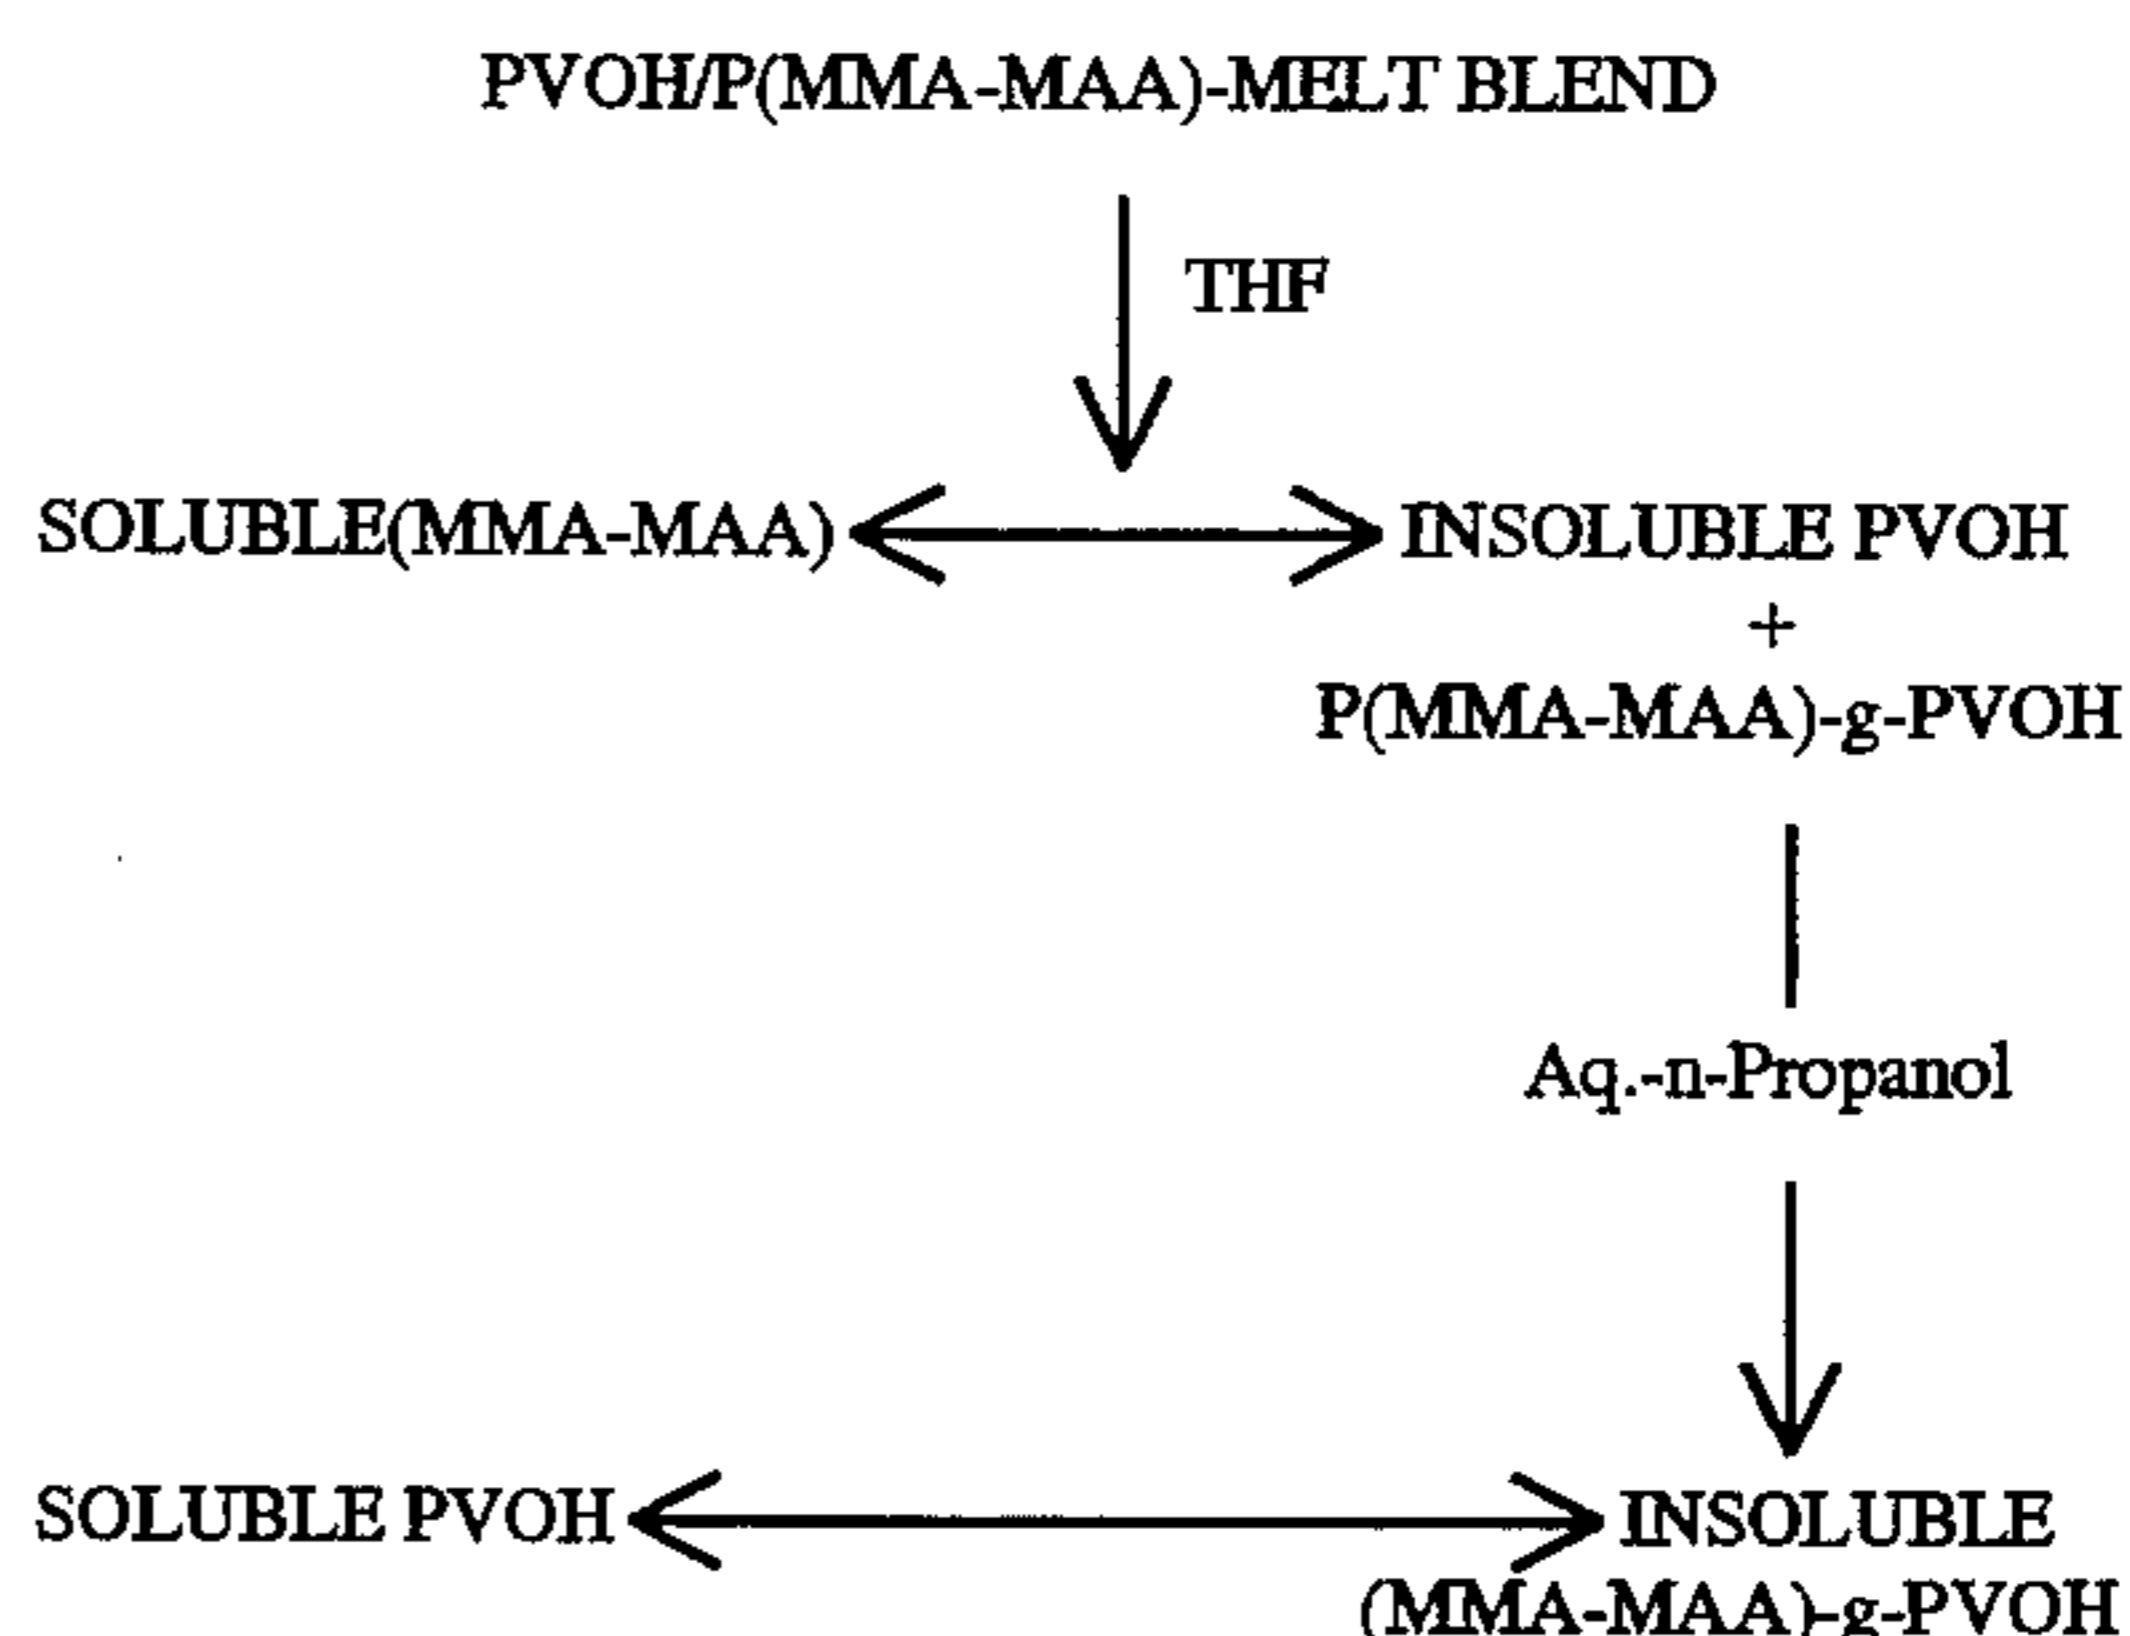 PVOH/P(MMA-MAA)-MELT BLEND
THF
SOLUBLE(MMA-MAA)
INSOLUBLE PVOH
+
P(MMA-MAA)-g-PVOH
Aq.-n-Propanol
SOLUBLE PVOH
INSOLUBLE
(MMA-MAA)-g-PVOH